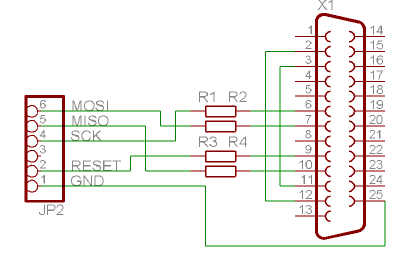 X1
1 14
2 15
3 16
4 17
5 18
6 19
7 20
8 21
9 22
10 23
11 24
12 25
13
R1 R2
R3 R4
6 MOSI
5 MISO
4 SCK
3
2 RESET
1 GND
JP2